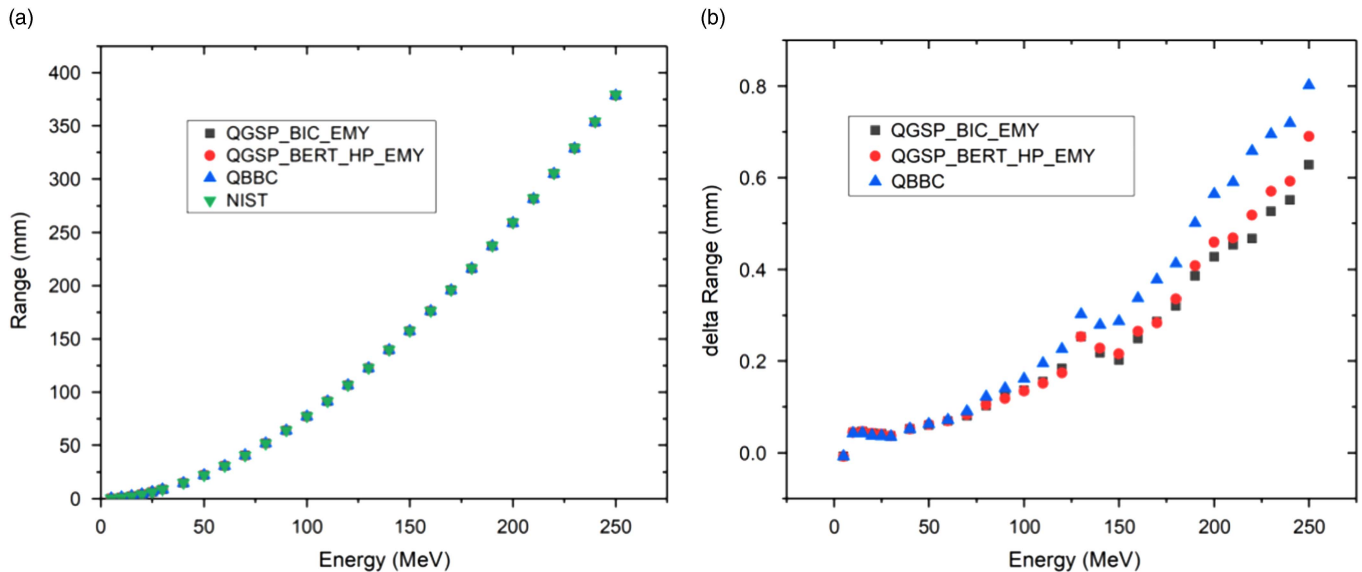 (a)
400
350
300
250
200
150
100
50
0
Range (mm)
QGSP_BIC_EMY
QGSP_BERT_HP_EMY
QBBC
NIST
0
50
100
150
200
250
Energy (MeV)
(b)
0.8
0.6
0.4
0.2
0.0
delta Range (mm)
QGSP_BIC_EMY
QGSP_BERT_HP_EMY
QBBC
0
50
100
150
200
250
Energy (MeV)